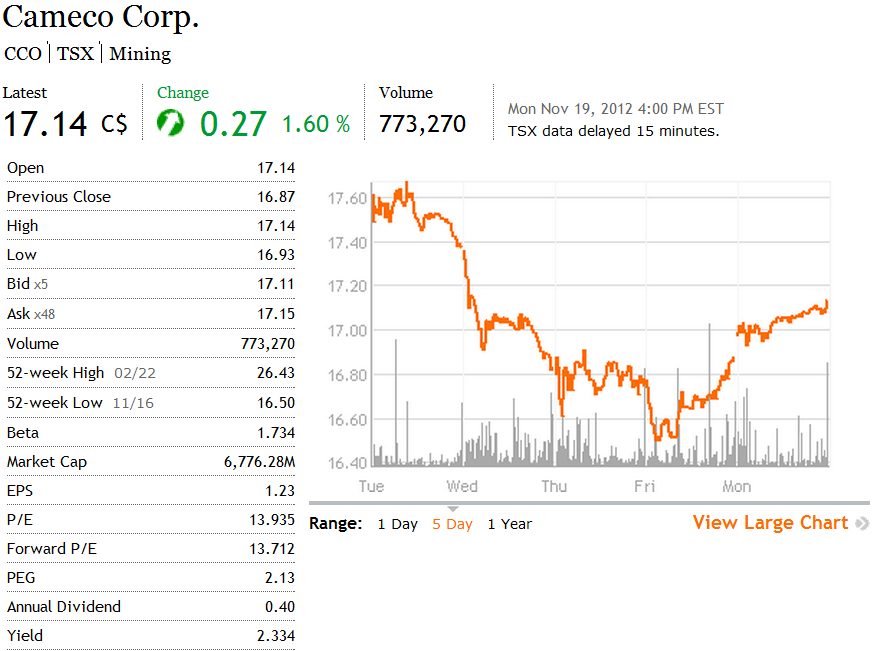 Cameco Corp.
CCO | TSX | Mining
Latest
17.14 C$
Change
0.27 1.60 %
Volume
773,270
Mon Nov 19, 2012 4:00 PM EST
TSX data delayed 15 minutes.
Open 17.14
Previous Close 16.87
High 17.14
Low 16.93
Bid x5 17.11
Ask x48 17.15
Volume 773,270
52-week High 02/22 26.43
52-week Low 11/16 16.50
Beta 1.734
Market Cap 6,776.28M
EPS 1.23
P/E 13.935
Forward P/E 13.712
PEG 2.13
Annual Dividend 0.40
Yield 2.334
17.60
17.40
17.20
17.00
16.80
16.60
16.40
Tue Wed Thu Fri Mon
Range: 1 Day 5 Day 1 Year
View Large Chart